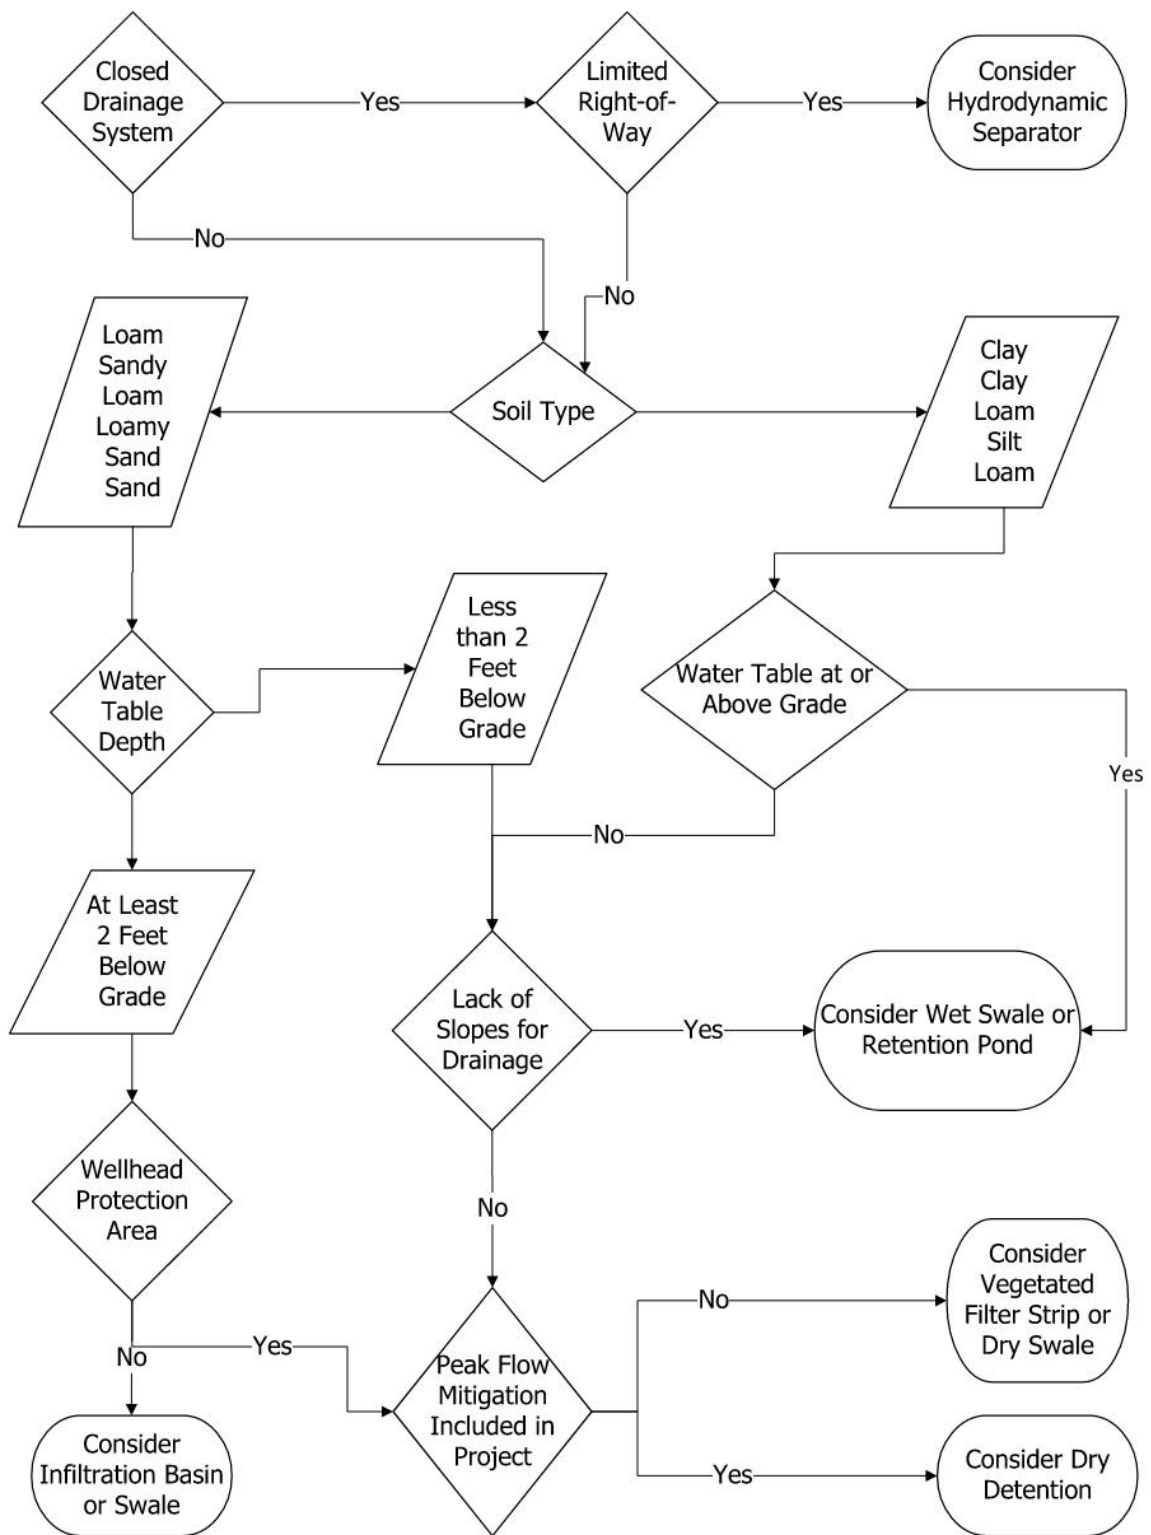 Closed
Drainage
System
Yes
Limited
Right-of-
Way
Yes
Consider
Hydrodynamic
Separator
No
No
Loam
Sandy
Loam
Loamy
Sand
Sand
Soil Type
Clay
Clay
Loam
Silt
Loam
Water
Table
Depth
Less
than 2
Feet
Below
Grade
Water Table at or
Above Grade
Yes
No
At Least
2 Feet
Below
Grade
Lack of
Slopes for
Drainage
Yes
Consider Wet Swale or
Retention Pond
Wellhead
Protection
Area
No
No
Yes
Peak Flow
Mitigation
Included in
Project
No
Consider
Vegetated
Filter Strip or
Dry Swale
Yes
Consider Dry
Detention
Consider
Infiltration Basin
or Swale